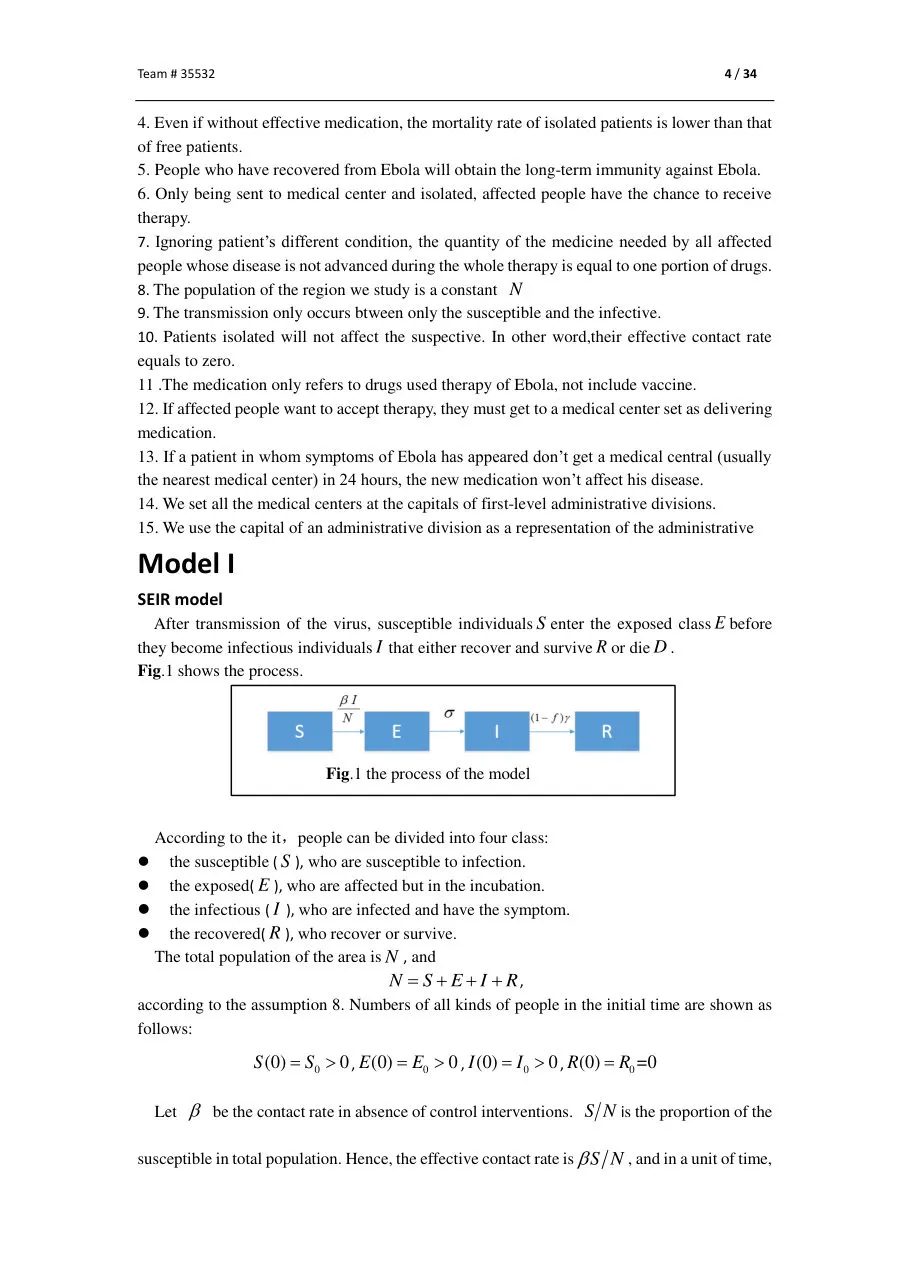 Team # 35532 4 / 34
4. Even if without effective medication, the mortality rate of isolated patients is lower than that
of free patients.
5. People who have recovered from Ebola will obtain the long-term immunity against Ebola.
6. Only being sent to medical center and isolated, affected people have the chance to receive
therapy.
7. Ignoring patient’s different condition, the quantity of the medicine needed by all affected
people whose disease is not advanced during the whole therapy is equal to one portion of drugs.
8. The population of the region we study is a constant N
9. The transmission only occurs btween only the susceptible and the infective.
10. Patients isolated will not affect the suspective. In other word,their effective contact rate
equals to zero.
11 .The medication only refers to drugs used therapy of Ebola, not include vaccine.
12. If affected people want to accept therapy, they must get to a medical center set as delivering
medication.
13. If a patient in whom symptoms of Ebola has appeared don’t get a medical central (usually
the nearest medical center) in 24 hours, the new medication won’t affect his disease.
14. We set all the medical centers at the capitals of first-level administrative divisions.
15. We use the capital of an administrative division as a representation of the administrative
Model I
SEIR model
After transmission of the virus, susceptible individuals S enter the exposed class E before
they become infectious individuals I that either recover and survive R or die D .
Fig.1 shows the process.
β I
N
σ
(1− f )γ
S E I R
Fig.1 the process of the model
According to the it，people can be divided into four class:
● the susceptible ( S ), who are susceptible to infection.
● the exposed( E ), who are affected but in the incubation.
● the infectious ( I ), who are infected and have the symptom.
● the recovered( R ), who recover or survive.
The total population of the area is N , and
N = S + E + I + R ,
according to the assumption 8. Numbers of all kinds of people in the initial time are shown as
follows:
S(0) = S₀ > 0 , E(0) = E₀ > 0 , I(0) = I₀ > 0 , R(0) = R₀ =0
Let β be the contact rate in absence of control interventions. S/N is the proportion of the
susceptible in total population. Hence, the effective contact rate is βS/N , and in a unit of time,